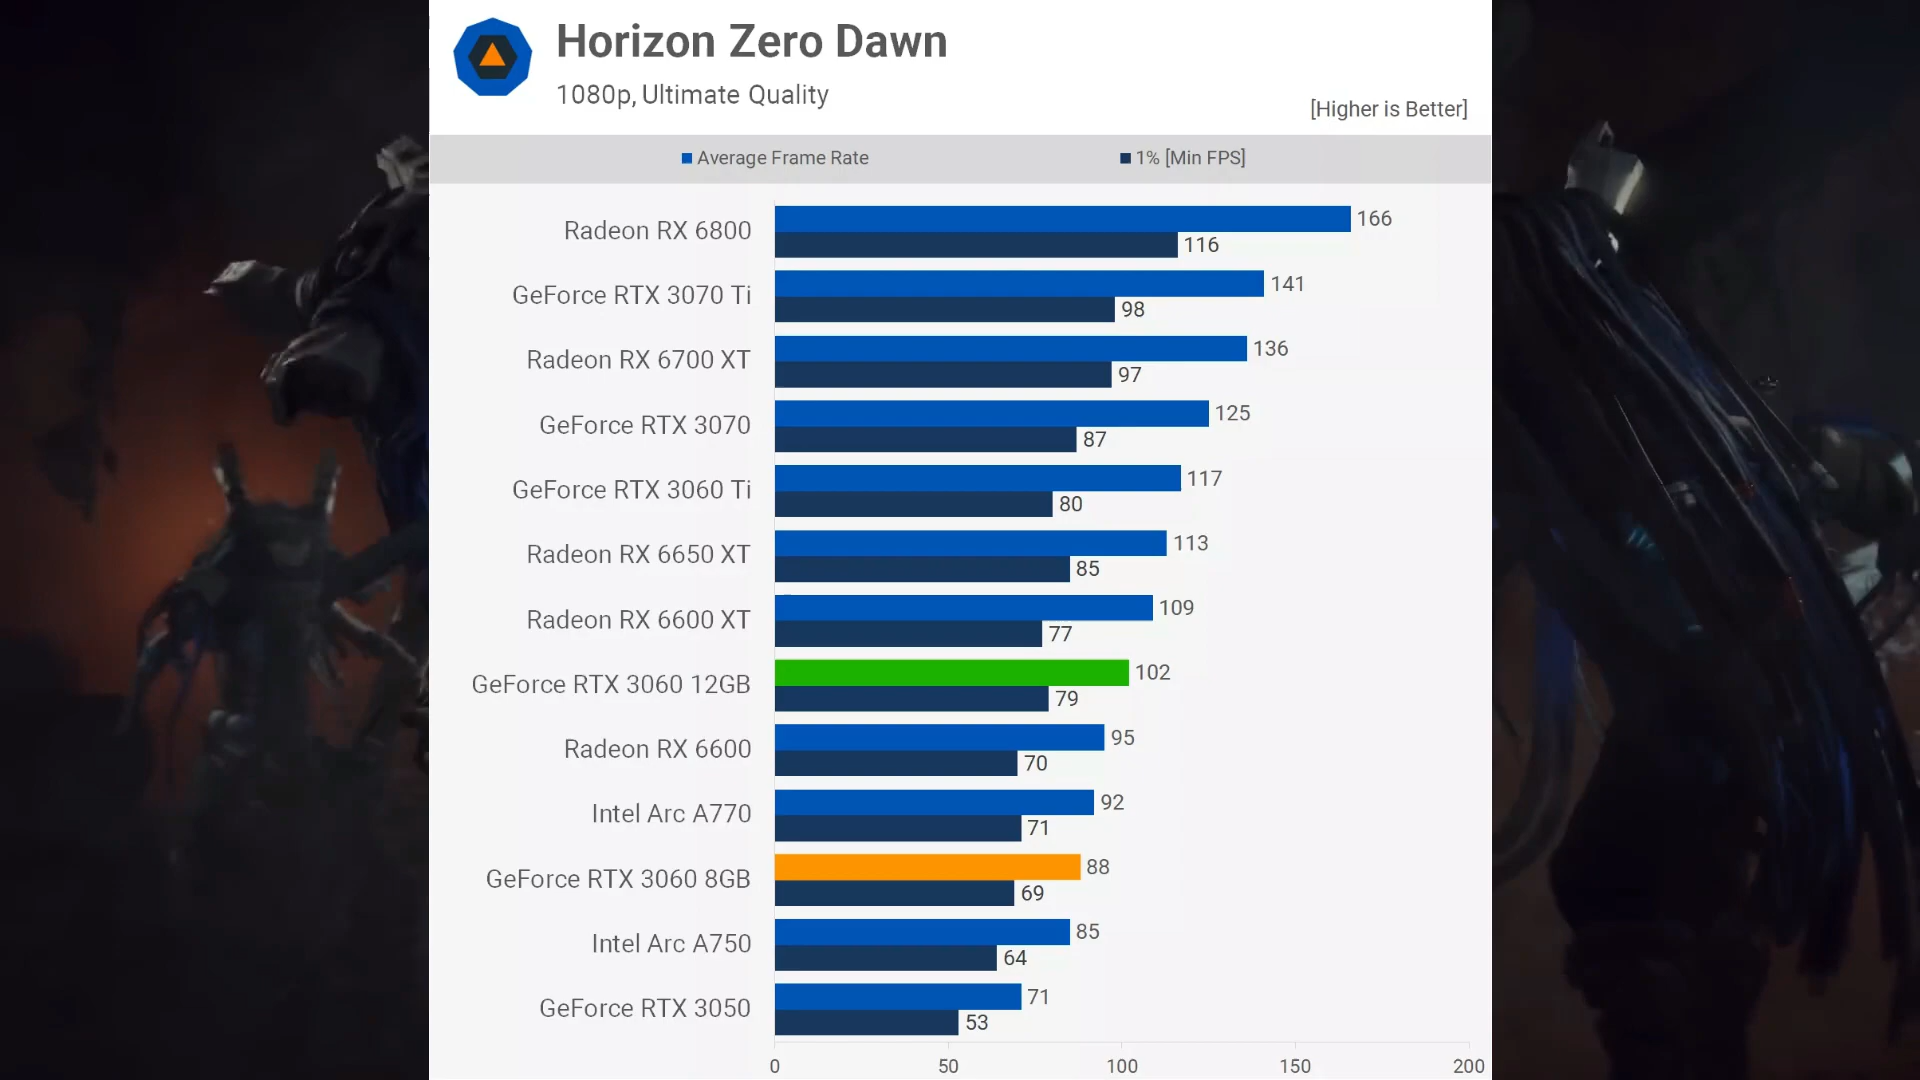 Horizon Zero Dawn
1080p, Ultimate Quality
[Higher is Better]
Average Frame Rate
1% [Min FPS]
Radeon RX 6800
166
116
GeForce RTX 3070 Ti
141
98
Radeon RX 6700 XT
136
97
GeForce RTX 3070
125
87
GeForce RTX 3060 Ti
117
80
Radeon RX 6650 XT
113
85
Radeon RX 6600 XT
109
77
GeForce RTX 3060 12GB
102
79
Radeon RX 6600
95
70
Intel Arc A770
92
71
GeForce RTX 3060 8GB
88
69
Intel Arc A750
85
64
GeForce RTX 3050
71
53
0 50 100 150 200